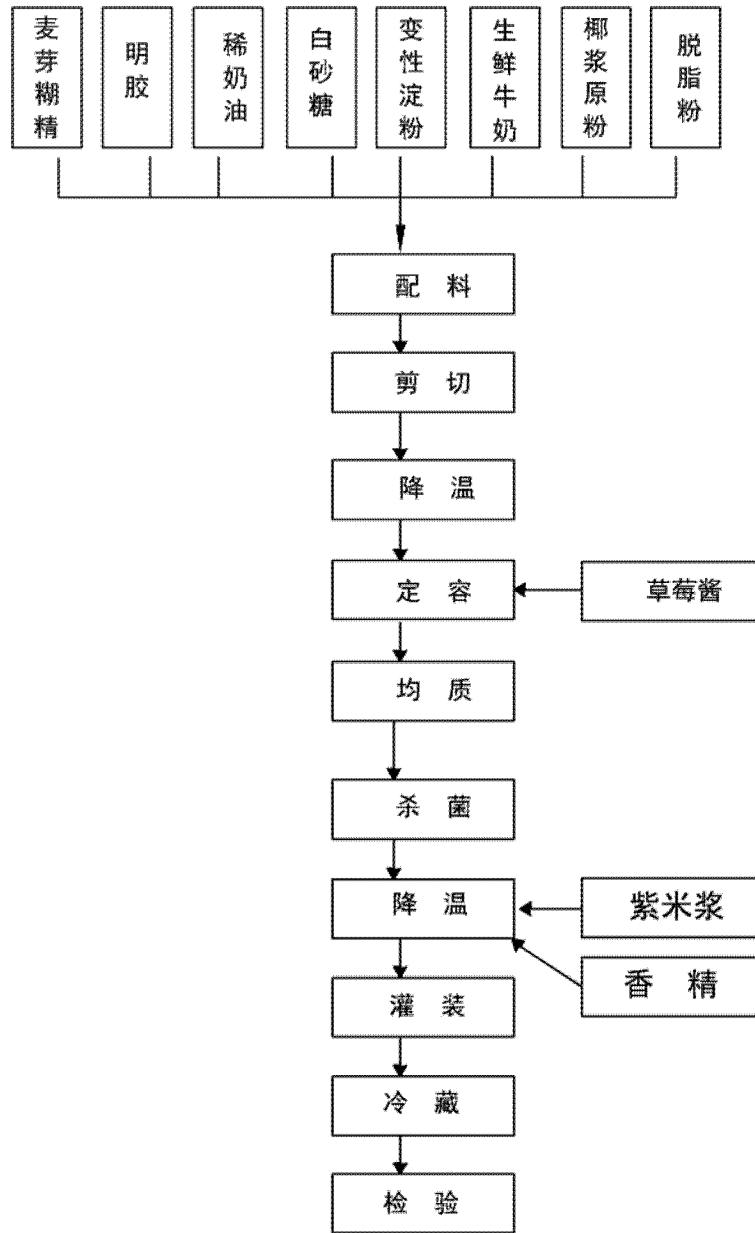 麦芽糊精
明胶
稀奶油
白砂糖
变性淀粉
生鲜牛奶
椰浆原粉
脱脂粉
配 料
剪 切
降 温
定 容
草莓酱
均 质
杀 菌
降 温
紫米浆
香 精
灌 装
冷 藏
检 验